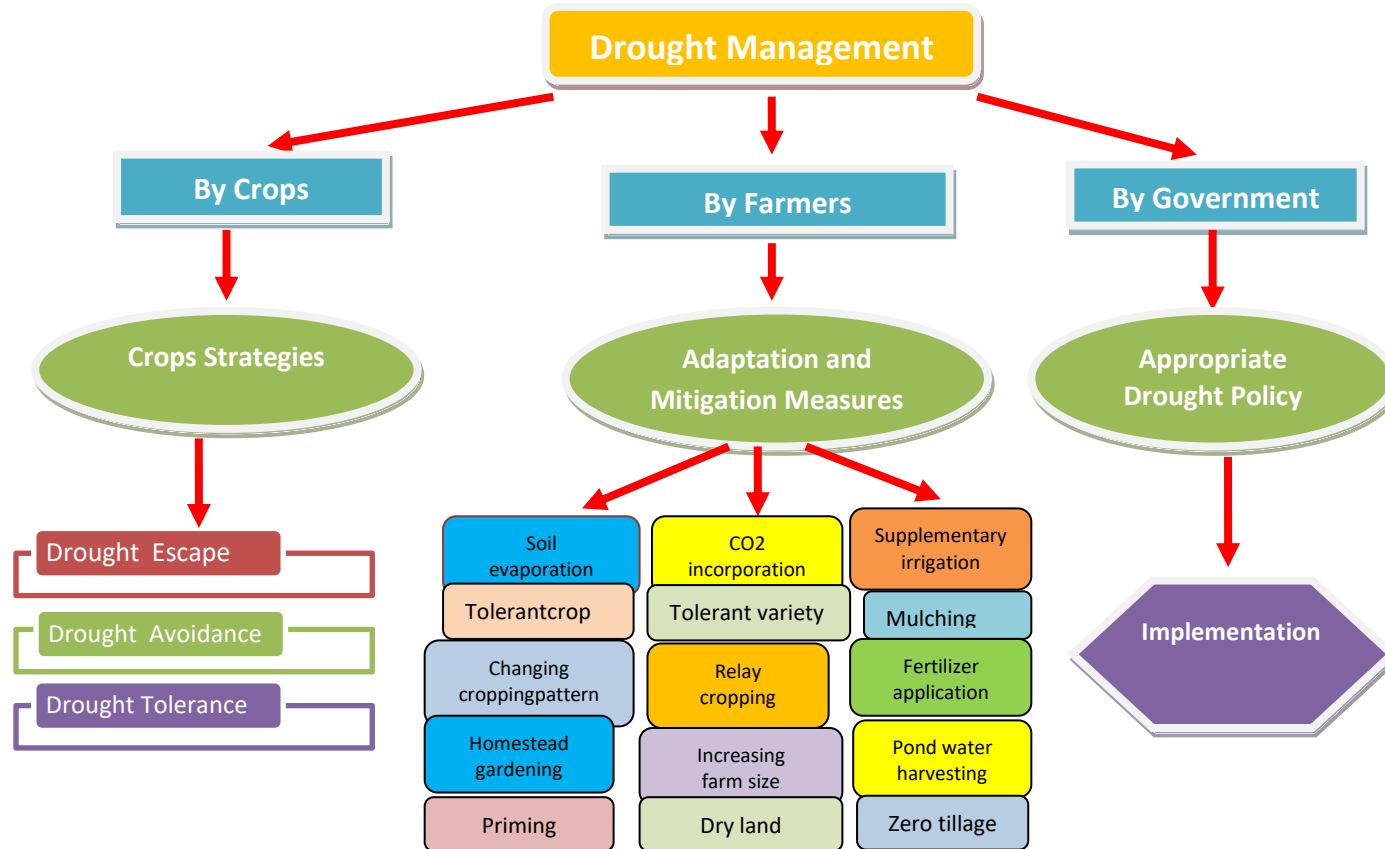 Drought Management
By Crops
By Farmers
By Government
Crops Strategies
Adaptation and
Mitigation Measures
Appropriate
Drought Policy
Drought  Escape
Drought  Avoidance
Drought Tolerance
Soil
evaporation
CO2
incorporation
Supplementary
irrigation
Tolerantcrop
Tolerant variety
Mulching
Changing
croppingpattern
Relay
cropping
Fertilizer
application
Homestead
gardening
Increasing
farm size
Pond water
harvesting
Priming
Dry land
Zero tillage
Implementation